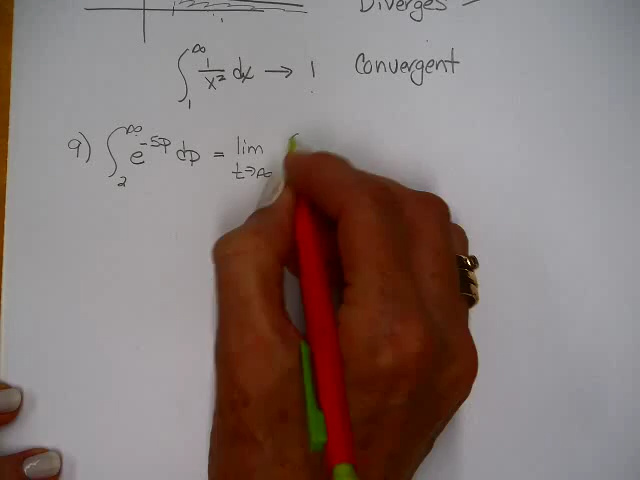 Diverges
∫₁^∞ 1/x² dx → 1 Convergent
9) ∫₂^∞ e^(-5p) dp = lim t→∞ ∫